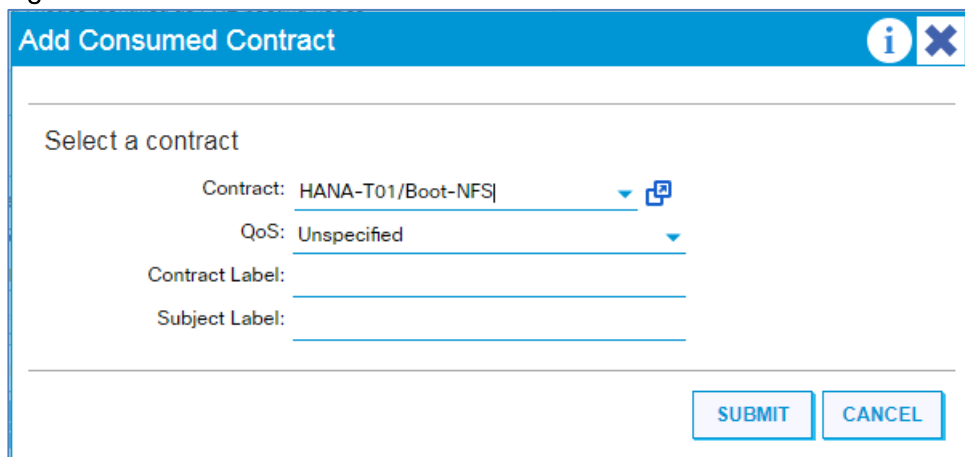 Add Consumed Contract i
Select a contract
Contract: HANA-T01/Boot-NFS
QoS: Unspecified
Contract Label:
Subject Label:
SUBMIT CANCEL